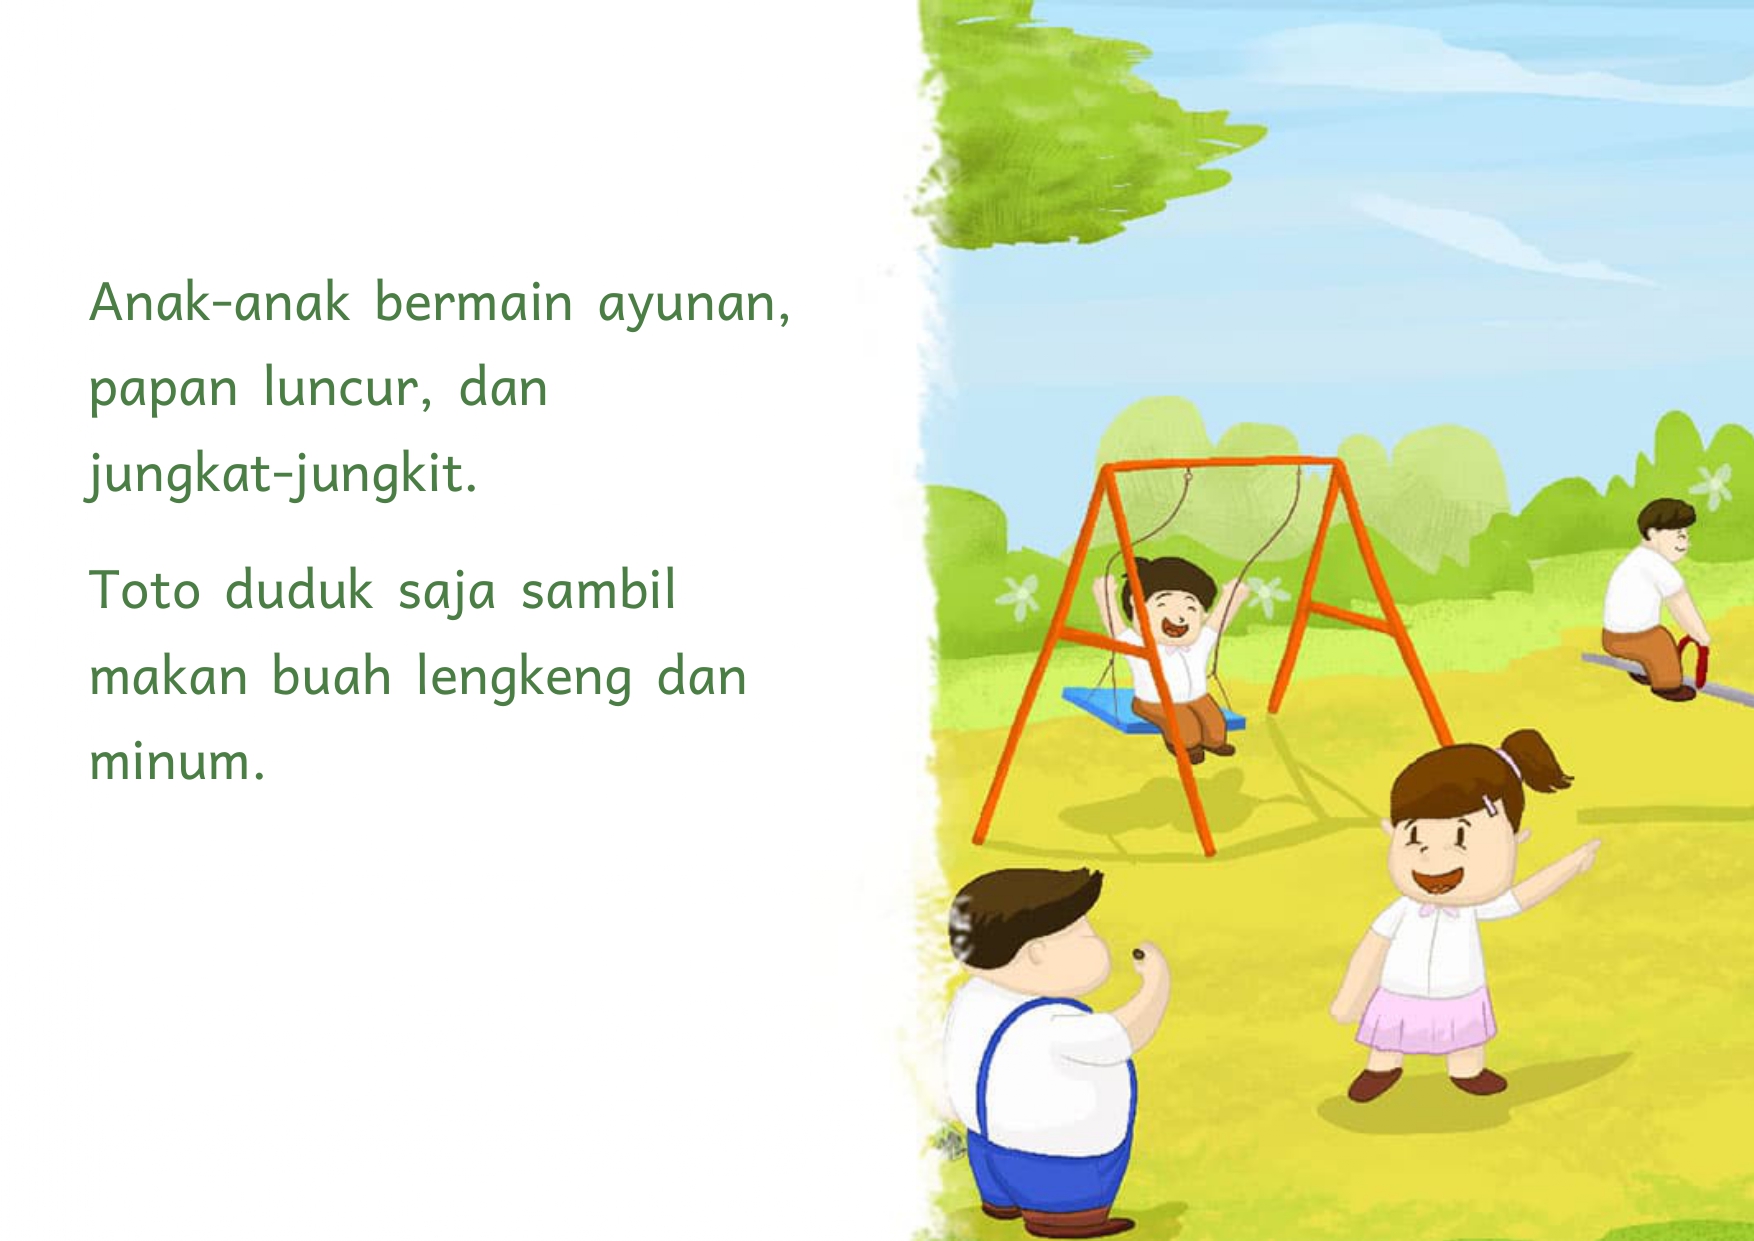 Anak-anak bermain ayunan,
papan luncur, dan
jungkat-jungkit.
Toto duduk saja sambil
makan buah lengkeng dan
minum.